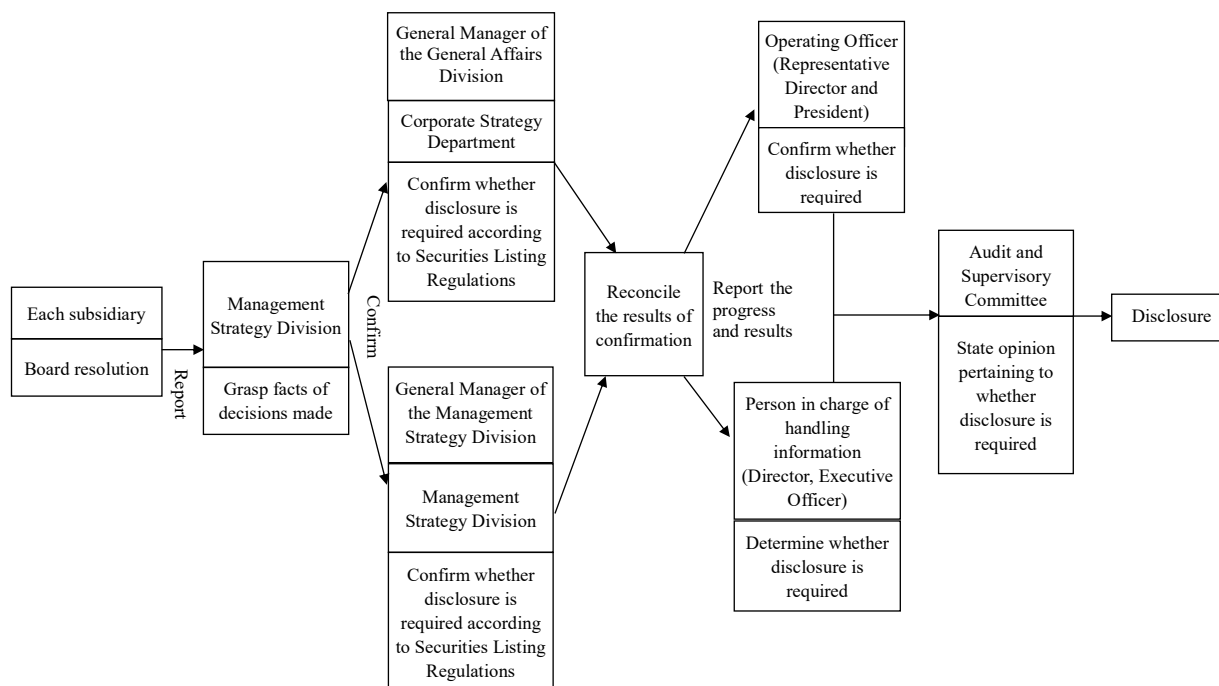 Each subsidiary
Board resolution
Report
Management
Strategy Division
Grasp facts of
decisions made
Confirm
General Manager of
the General Affairs
Division
Corporate Strategy
Department
Confirm whether
disclosure is
required according
to Securities Listing
Regulations
General Manager of
the Management
Strategy Division
Management
Strategy Division
Confirm whether
disclosure is
required according
to Securities Listing
Regulations
Reconcile
the results of
confirmation
Report the
progress
and results
Operating Officer
(Representative
Director and
President)
Confirm whether
disclosure is
required
Person in charge of
handling
information
(Director, Executive
Officer)
Determine whether
disclosure is
required
Audit and
Supervisory
Committee
State opinion
pertaining to
whether
disclosure is
required
Disclosure